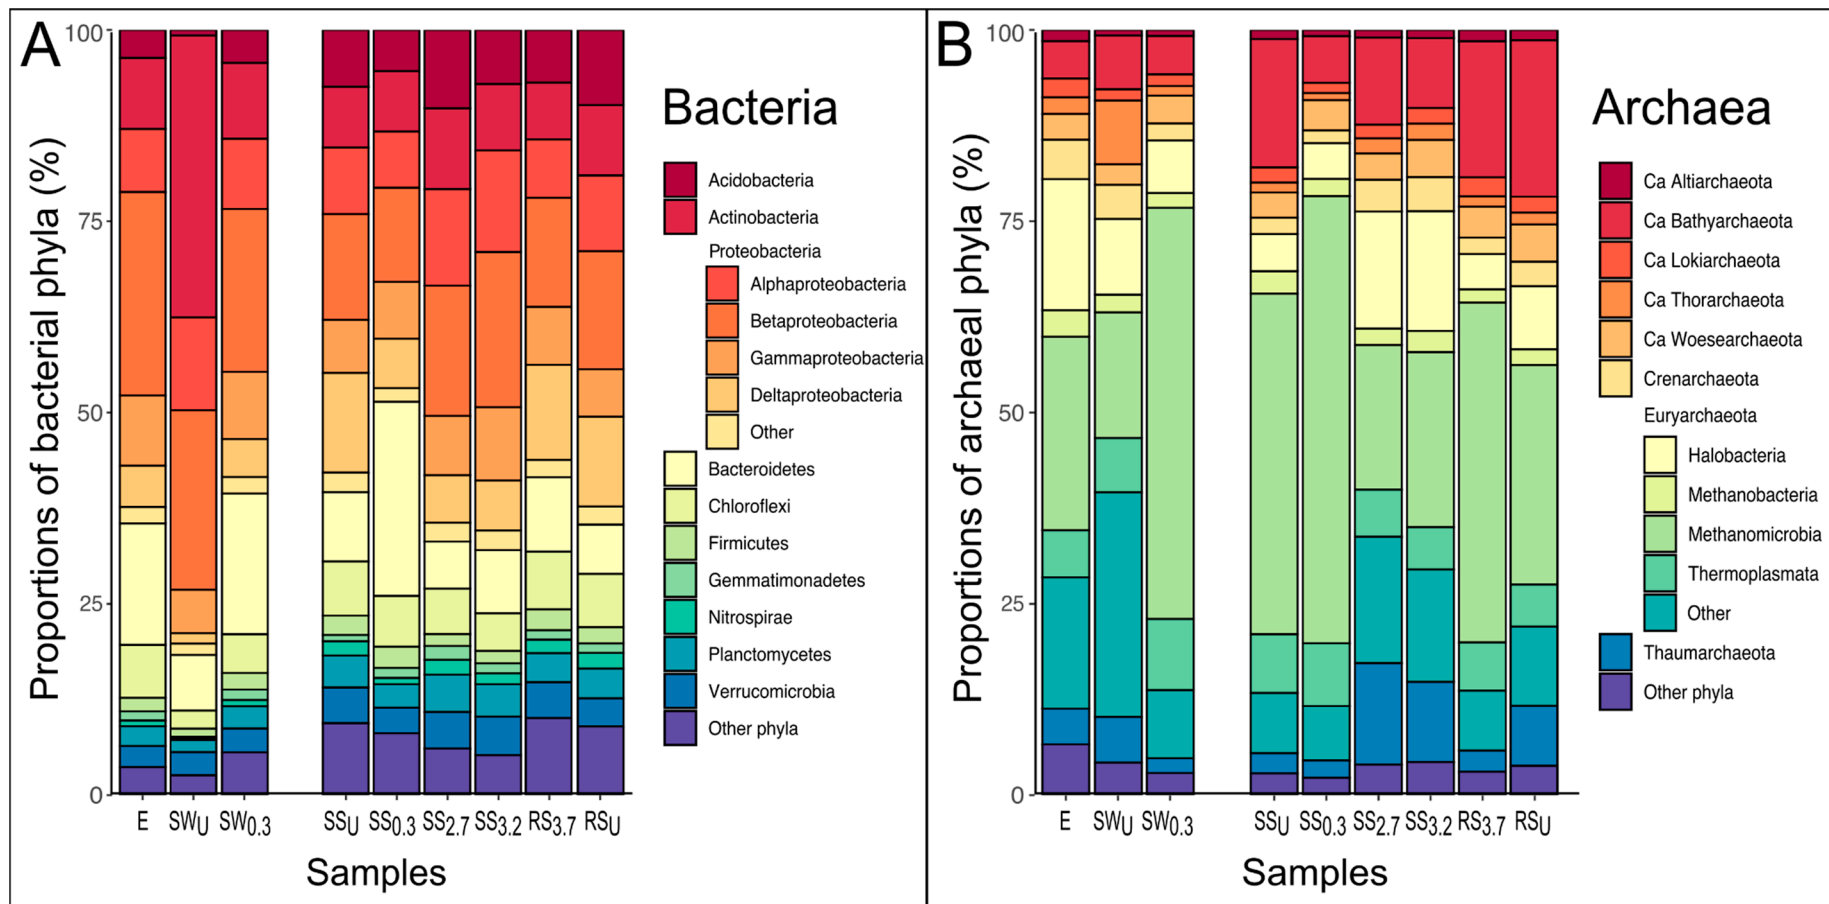 A
Proportions of bacterial phyla (%)
100
75
50
25
0
E SWU SW0.3 SSU SS0.3 SS2.7 SS3.2 RS3.7 RSU
Samples
Bacteria
Acidobacteria
Actinobacteria
Proteobacteria
Alphaproteobacteria
Betaproteobacteria
Gammaproteobacteria
Deltaproteobacteria
Other
Bacteroidetes
Chloroflexi
Firmicutes
Gemmatimonadetes
Nitrospirae
Planctomycetes
Verrucomicrobia
Other phyla
B
Proportions of archaeal phyla (%)
100
75
50
25
0
E SWU SW0.3 SSU SS0.3 SS2.7 SS3.2 RS3.7 RSU
Samples
Archaea
Ca Altiarchaeota
Ca Bathyarchaeota
Ca Lokiarchaeota
Ca Thorarchaeota
Ca Woesearchaeota
Crenarchaeota
Euryarchaeota
Halobacteria
Methanobacteria
Methanomicrobia
Thermoplasmata
Other
Thaumarchaeota
Other phyla